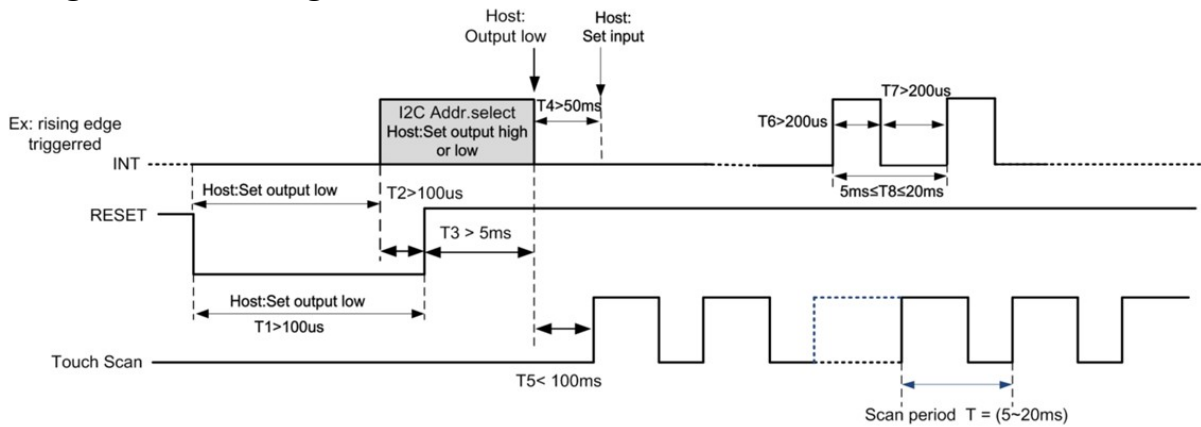 Host:
Output low
Host:
Set input
Ex: rising edge
triggerred
INT
I2C Addr.select
Host:Set output high
or low
T4>50ms
T6>200us
T7>200us
5ms≤T8≤20ms
Host:Set output low
T2>100us
RESET
T3 > 5ms
Host:Set output low
T1>100us
Touch Scan
T5< 100ms
Scan period T = (5~20ms)